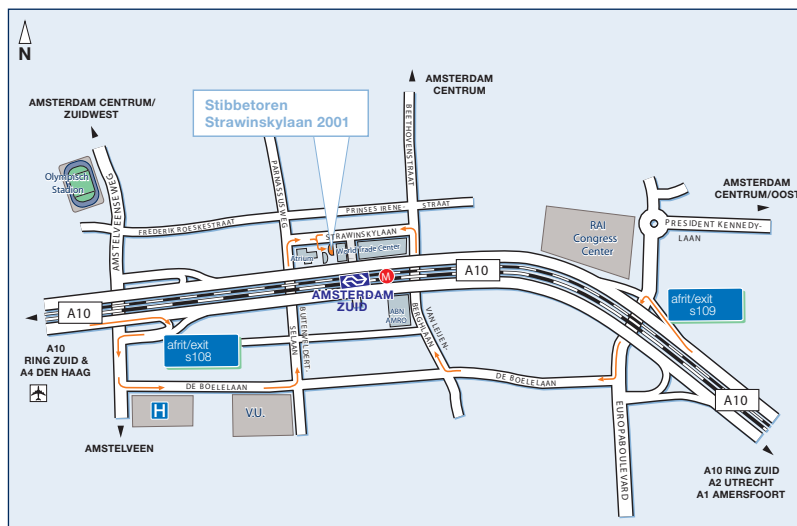 N
AMSTERDAM CENTRUM/
ZUIDWEST
Stibbetoren
Strawinskylaan 2001
AMSTERDAM
CENTRUM
Olympisch
Stadion
AMSTELVEENSEWEG
PARNASSUSWEG
BEETHOVENSTRAAT
FREDERIK ROESKESTRAAT
PRINSES IRENE-
STRAAT
STRAWINSKYLAAN
Atrium
World Trade Center
RAI
Congress
Center
AMSTERDAM
CENTRUM/OOST
PRESIDENT KENNEDY-
LAAN
A10
A10
A10
M
AMSTERDAM
ZUID
ABN
AMRO
afrit/exit
s108
afrit/exit
s109
BUITENVELDERT-
SELAAN
VAN LEIJEN-
BERGHLAAN
A10
RING ZUID &
A4 DEN HAAG
DE BOELELAAN
DE BOELELAAN
H
V.U.
EUROPABOULEVARD
AMSTELVEEN
A10 RING ZUID
A2 UTRECHT
A1 AMERSFOORT